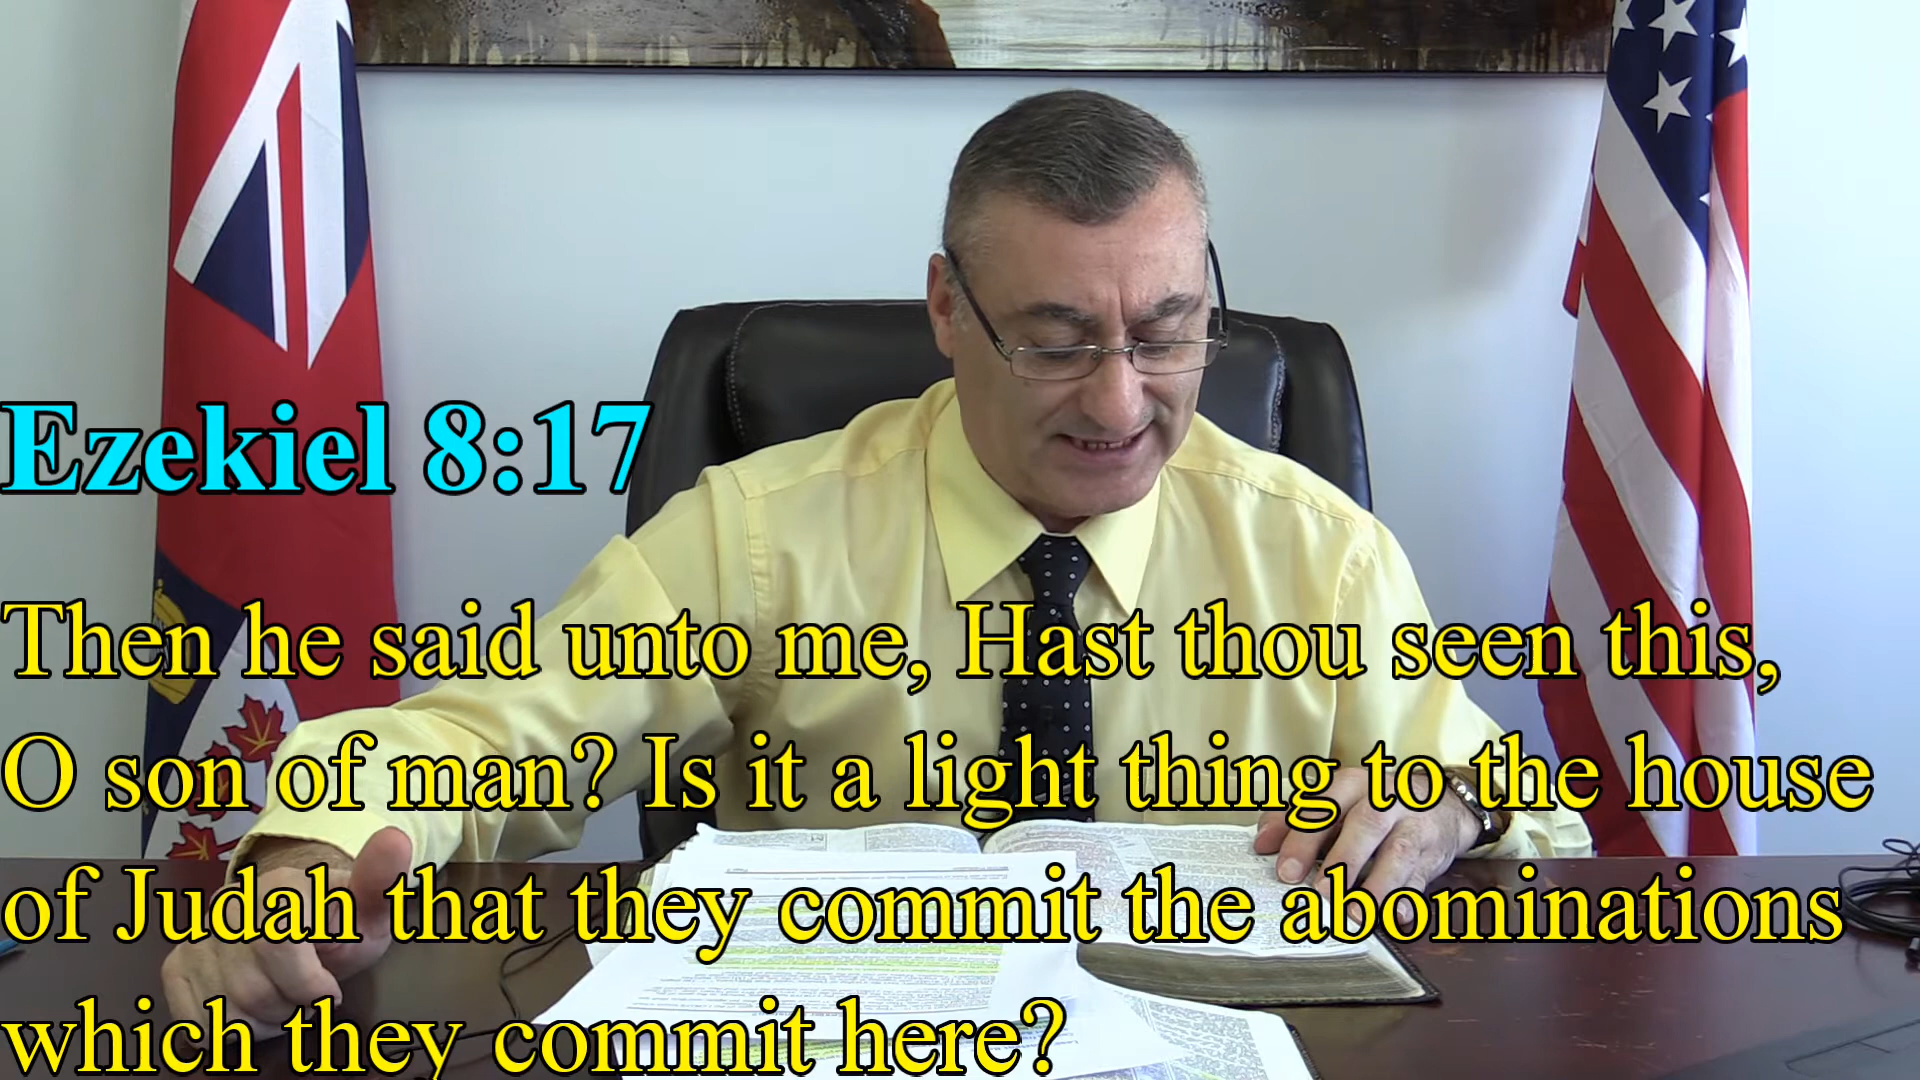 Ezekiel 8:17
Then he said unto me, Hast thou seen this,
O son of man? Is it a light thing to the house
of Judah that they commit the abominations
which they commit here?